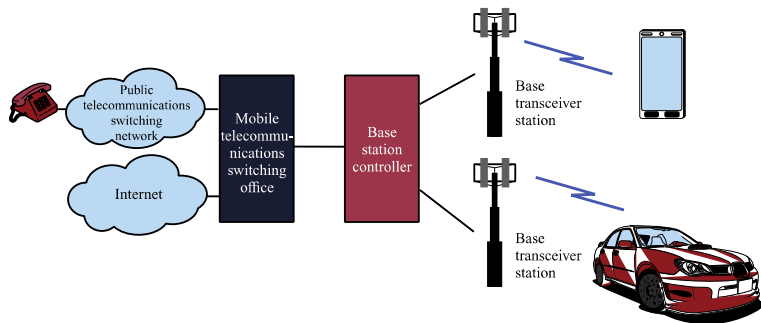 Public
telecommunications
switching
network
Internet
Mobile
telecommu-
nications
switching
office
Base
station
controller
Base
transceiver
station
Base
transceiver
station